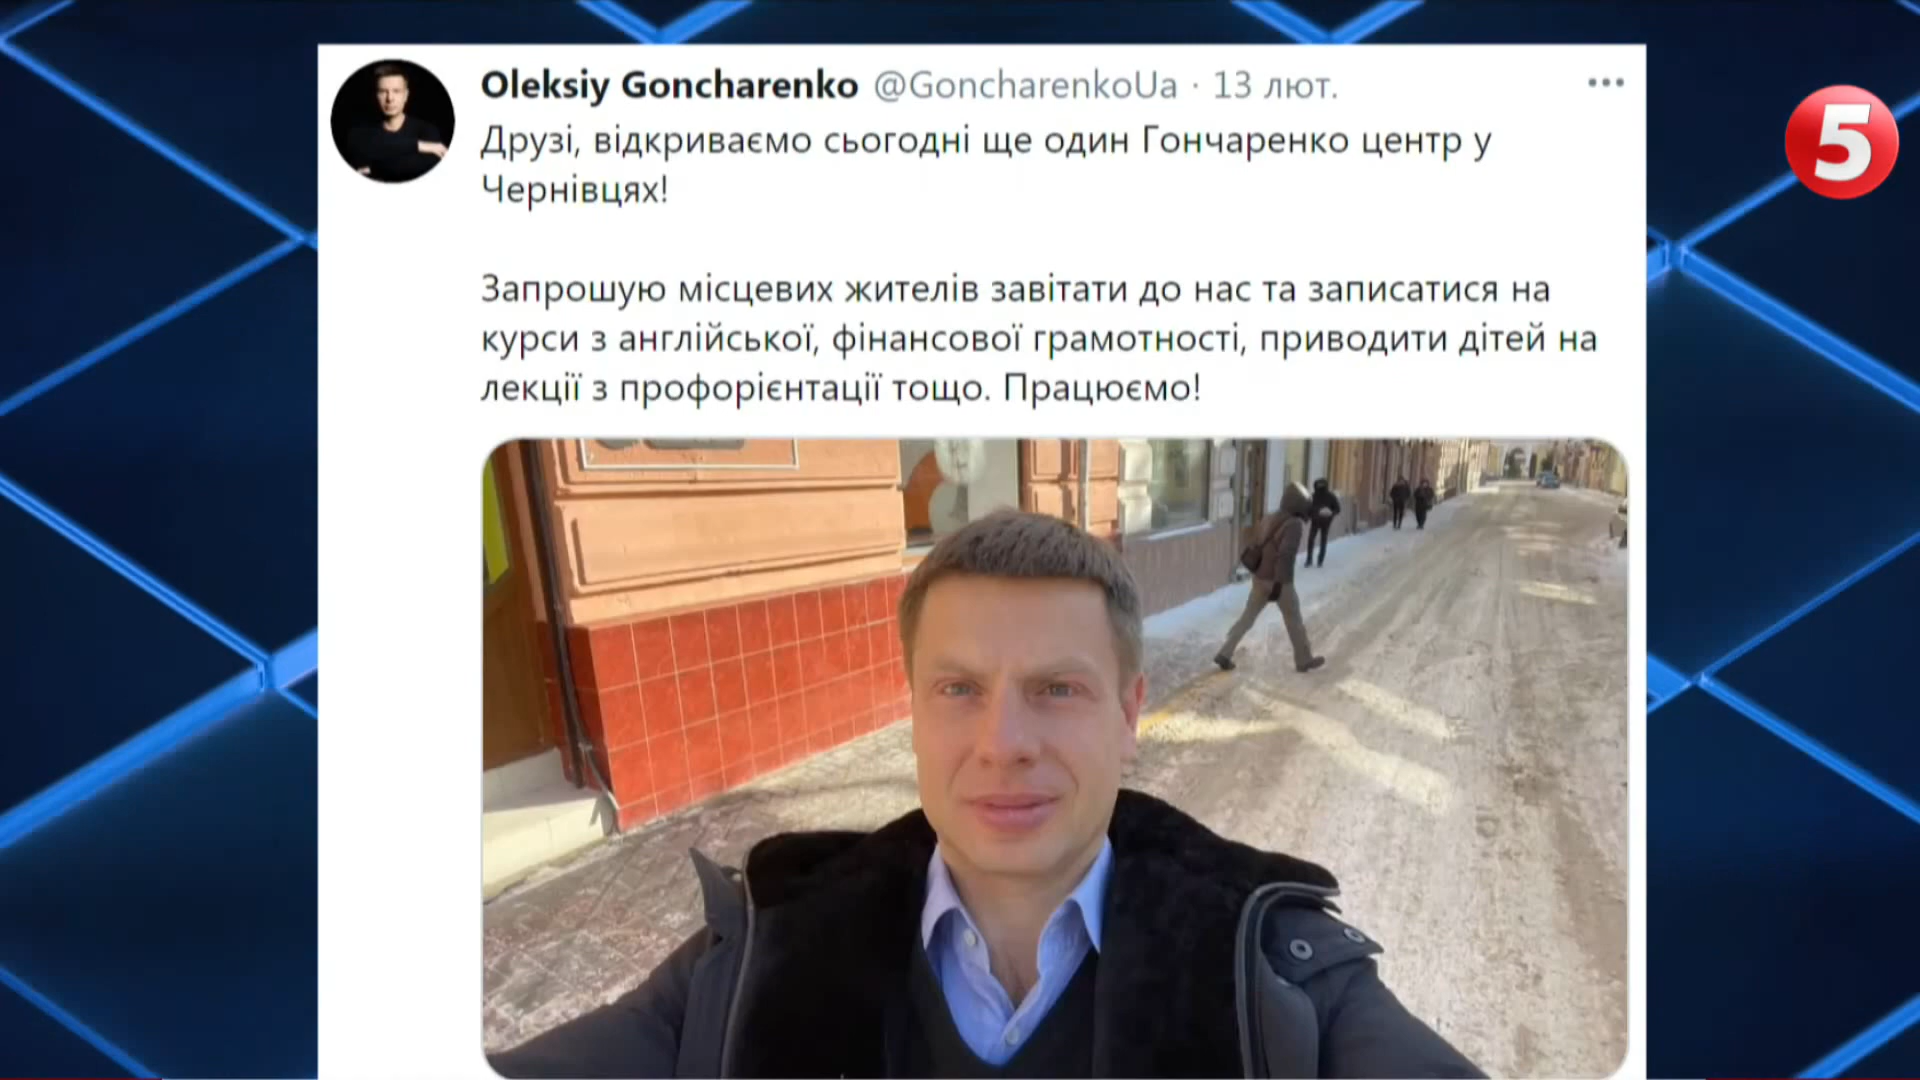 Oleksiy Goncharenko @GoncharenkoUa · 13 лют.
Друзі, відкриваємо сьогодні ще один Гончаренко центр у
Чернівцях!
Запрошую місцевих жителів завітати до нас та записатися на
курси з англійської, фінансової грамотності, приводити дітей на
лекції з профорієнтації тощо. Працюємо!
5